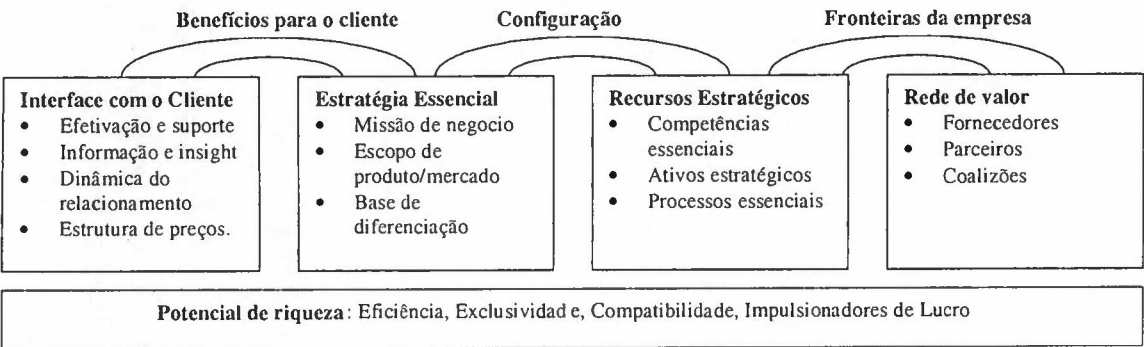 Benefícios para o cliente
Configuração
Fronteiras da empresa
Interface com o Cliente
• Efetivação e suporte
• Informação e insight
• Dinâmica do
relacionamento
• Estrutura de preços.
Estratégia Essencial
• Missão de negocio
• Escopo de
produto/mercado
• Base de
diferenciação
Recursos Estratégicos
• Competências
essenciais
• Ativos estratégicos
• Processos essenciais
Rede de valor
• Fornecedores
• Parceiros
• Coalizões
Potencial de riqueza: Eficiência, Exclusividade, Compatibilidade, Impulsionadores de Lucro